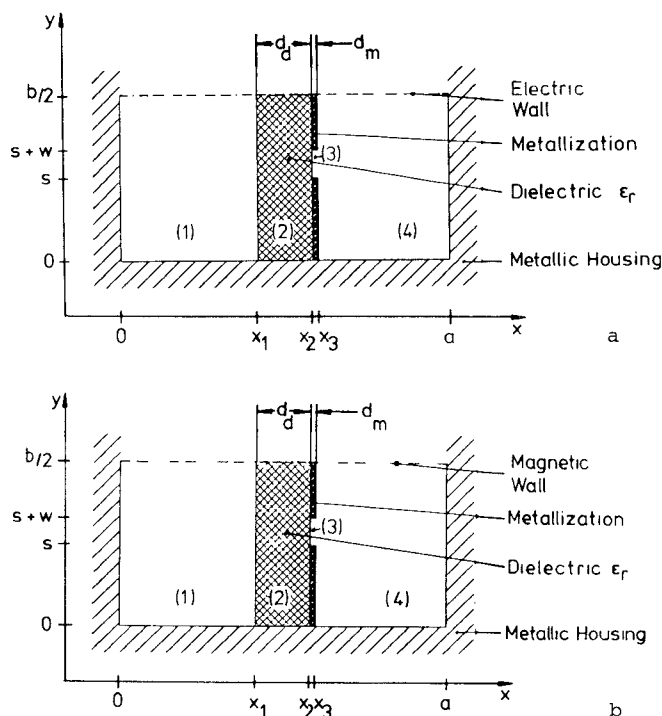 y
d_d
d_m
b/2
Electric
Wall
s + w
Metallization
(3)
s
Dielectric ε_r
(1)
(2)
(4)
0
Metallic Housing
0
x_1
x_2
x_3
a
x
a
y
d_d
d_m
b/2
Magnetic
Wall
s + w
Metallization
(3)
s
Dielectric ε_r
(1)
(2)
(4)
0
Metallic Housing
0
x_1
x_2
x_3
a
x
b